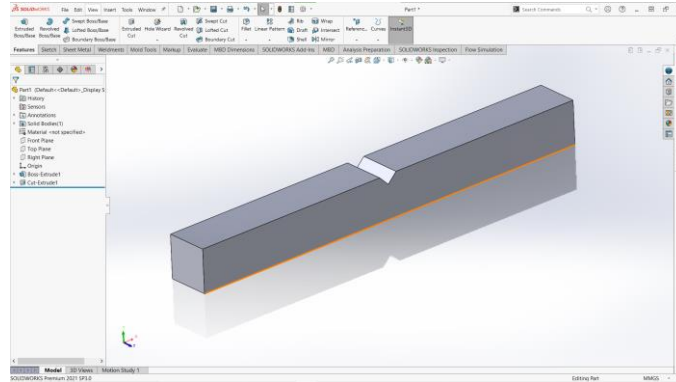 SOLIDWORKS File Edit View Insert Tools Window Part1 * Search Commands
Extruded Boss/Base Revolved Boss/Base Swept Boss/Base Lofted Boss/Base Boundary Boss/Base Extruded Cut Hole Wizard Revolved Cut Swept Cut Lofted Cut Boundary Cut Fillet Linear Pattern Rib Draft Shell Wrap Intersect Mirror Referenc... Curves Instant3D
Features Sketch Sheet Metal Weldments Mold Tools Markup Evaluate MBD Dimensions SOLIDWORKS Add-Ins MBD Analysis Preparation SOLIDWORKS Inspection Flow Simulation
Part1 (Default<<Default>_Display S
History
Sensors
Annotations
Solid Bodies(1)
Material <not specified>
Front Plane
Top Plane
Right Plane
Origin
Boss-Extrude1
Cut-Extrude1
Model 3D Views Motion Study 1
SOLIDWORKS Premium 2021 SP3.0 Editing Part MMGS